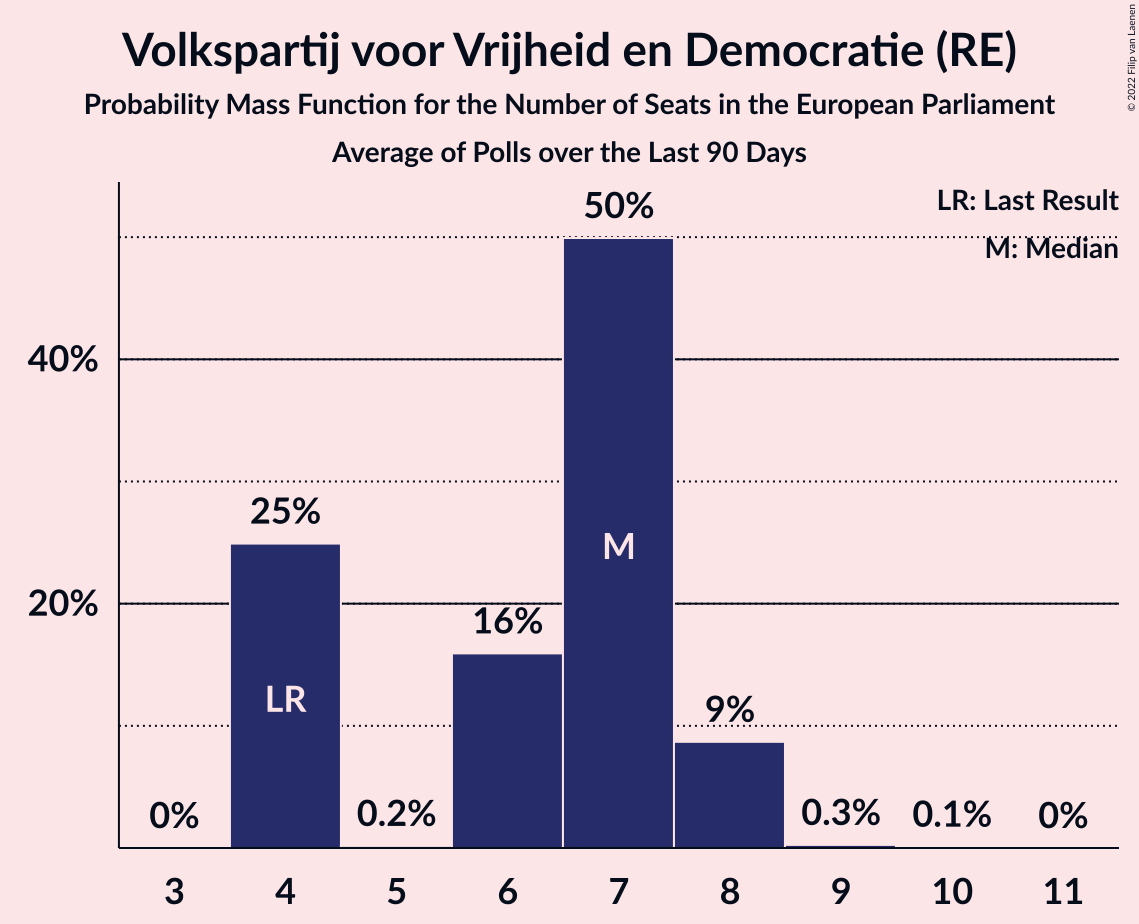 Volkspartij voor Vrijheid en Democratie (RE)
Probability Mass Function for the Number of Seats in the European Parliament
Average of Polls over the Last 90 Days
© 2022 Filip van Laenen
LR: Last Result
M: Median
50%
40%
25%
20%
16%
9%
0%
0.2%
0.3%
0.1%
0%
LR
M
3 4 5 6 7 8 9 10 11